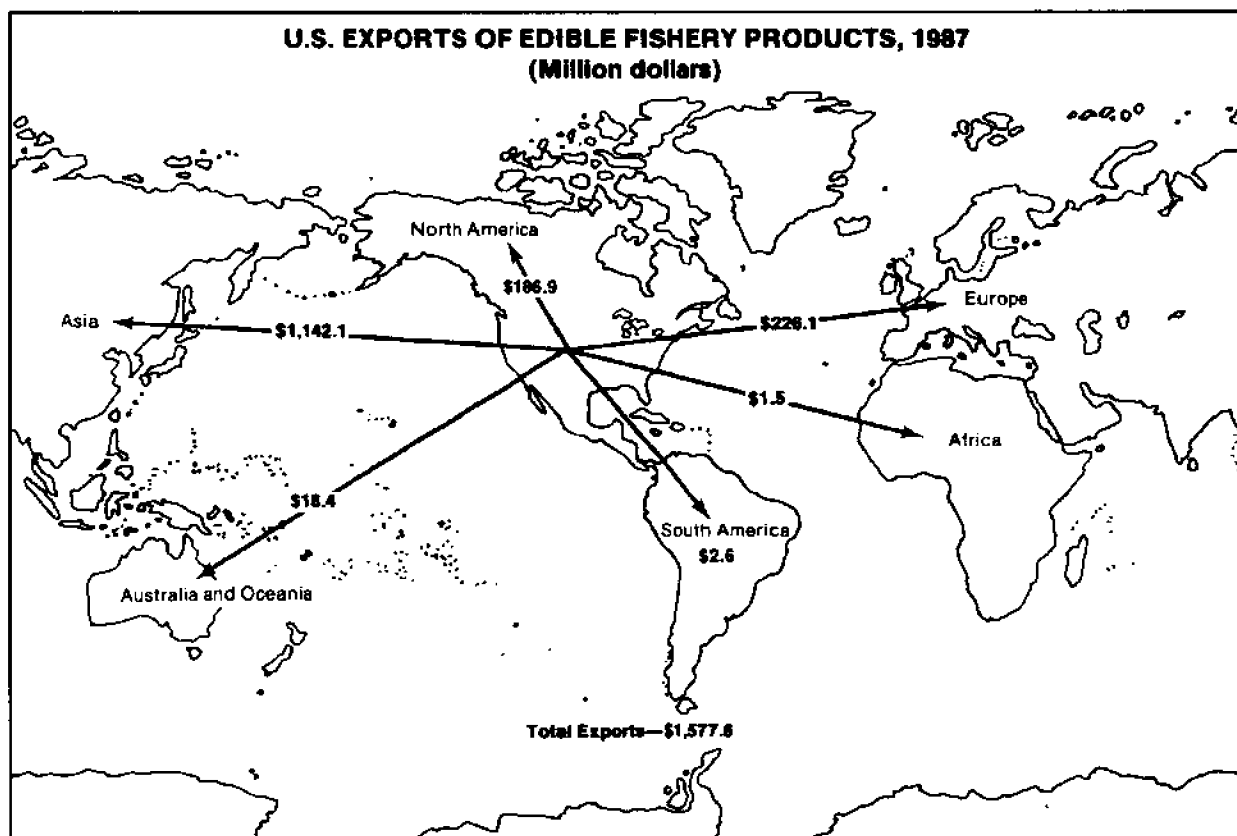 U.S. EXPORTS OF EDIBLE FISHERY PRODUCTS, 1987
(Million dollars)
North America
$186.9
Asia
$1,142.1
Europe
$226.1
$1.5
Africa
$18.4
South America
$2.6
Australia and Oceania
Total Exports—$1,577.6